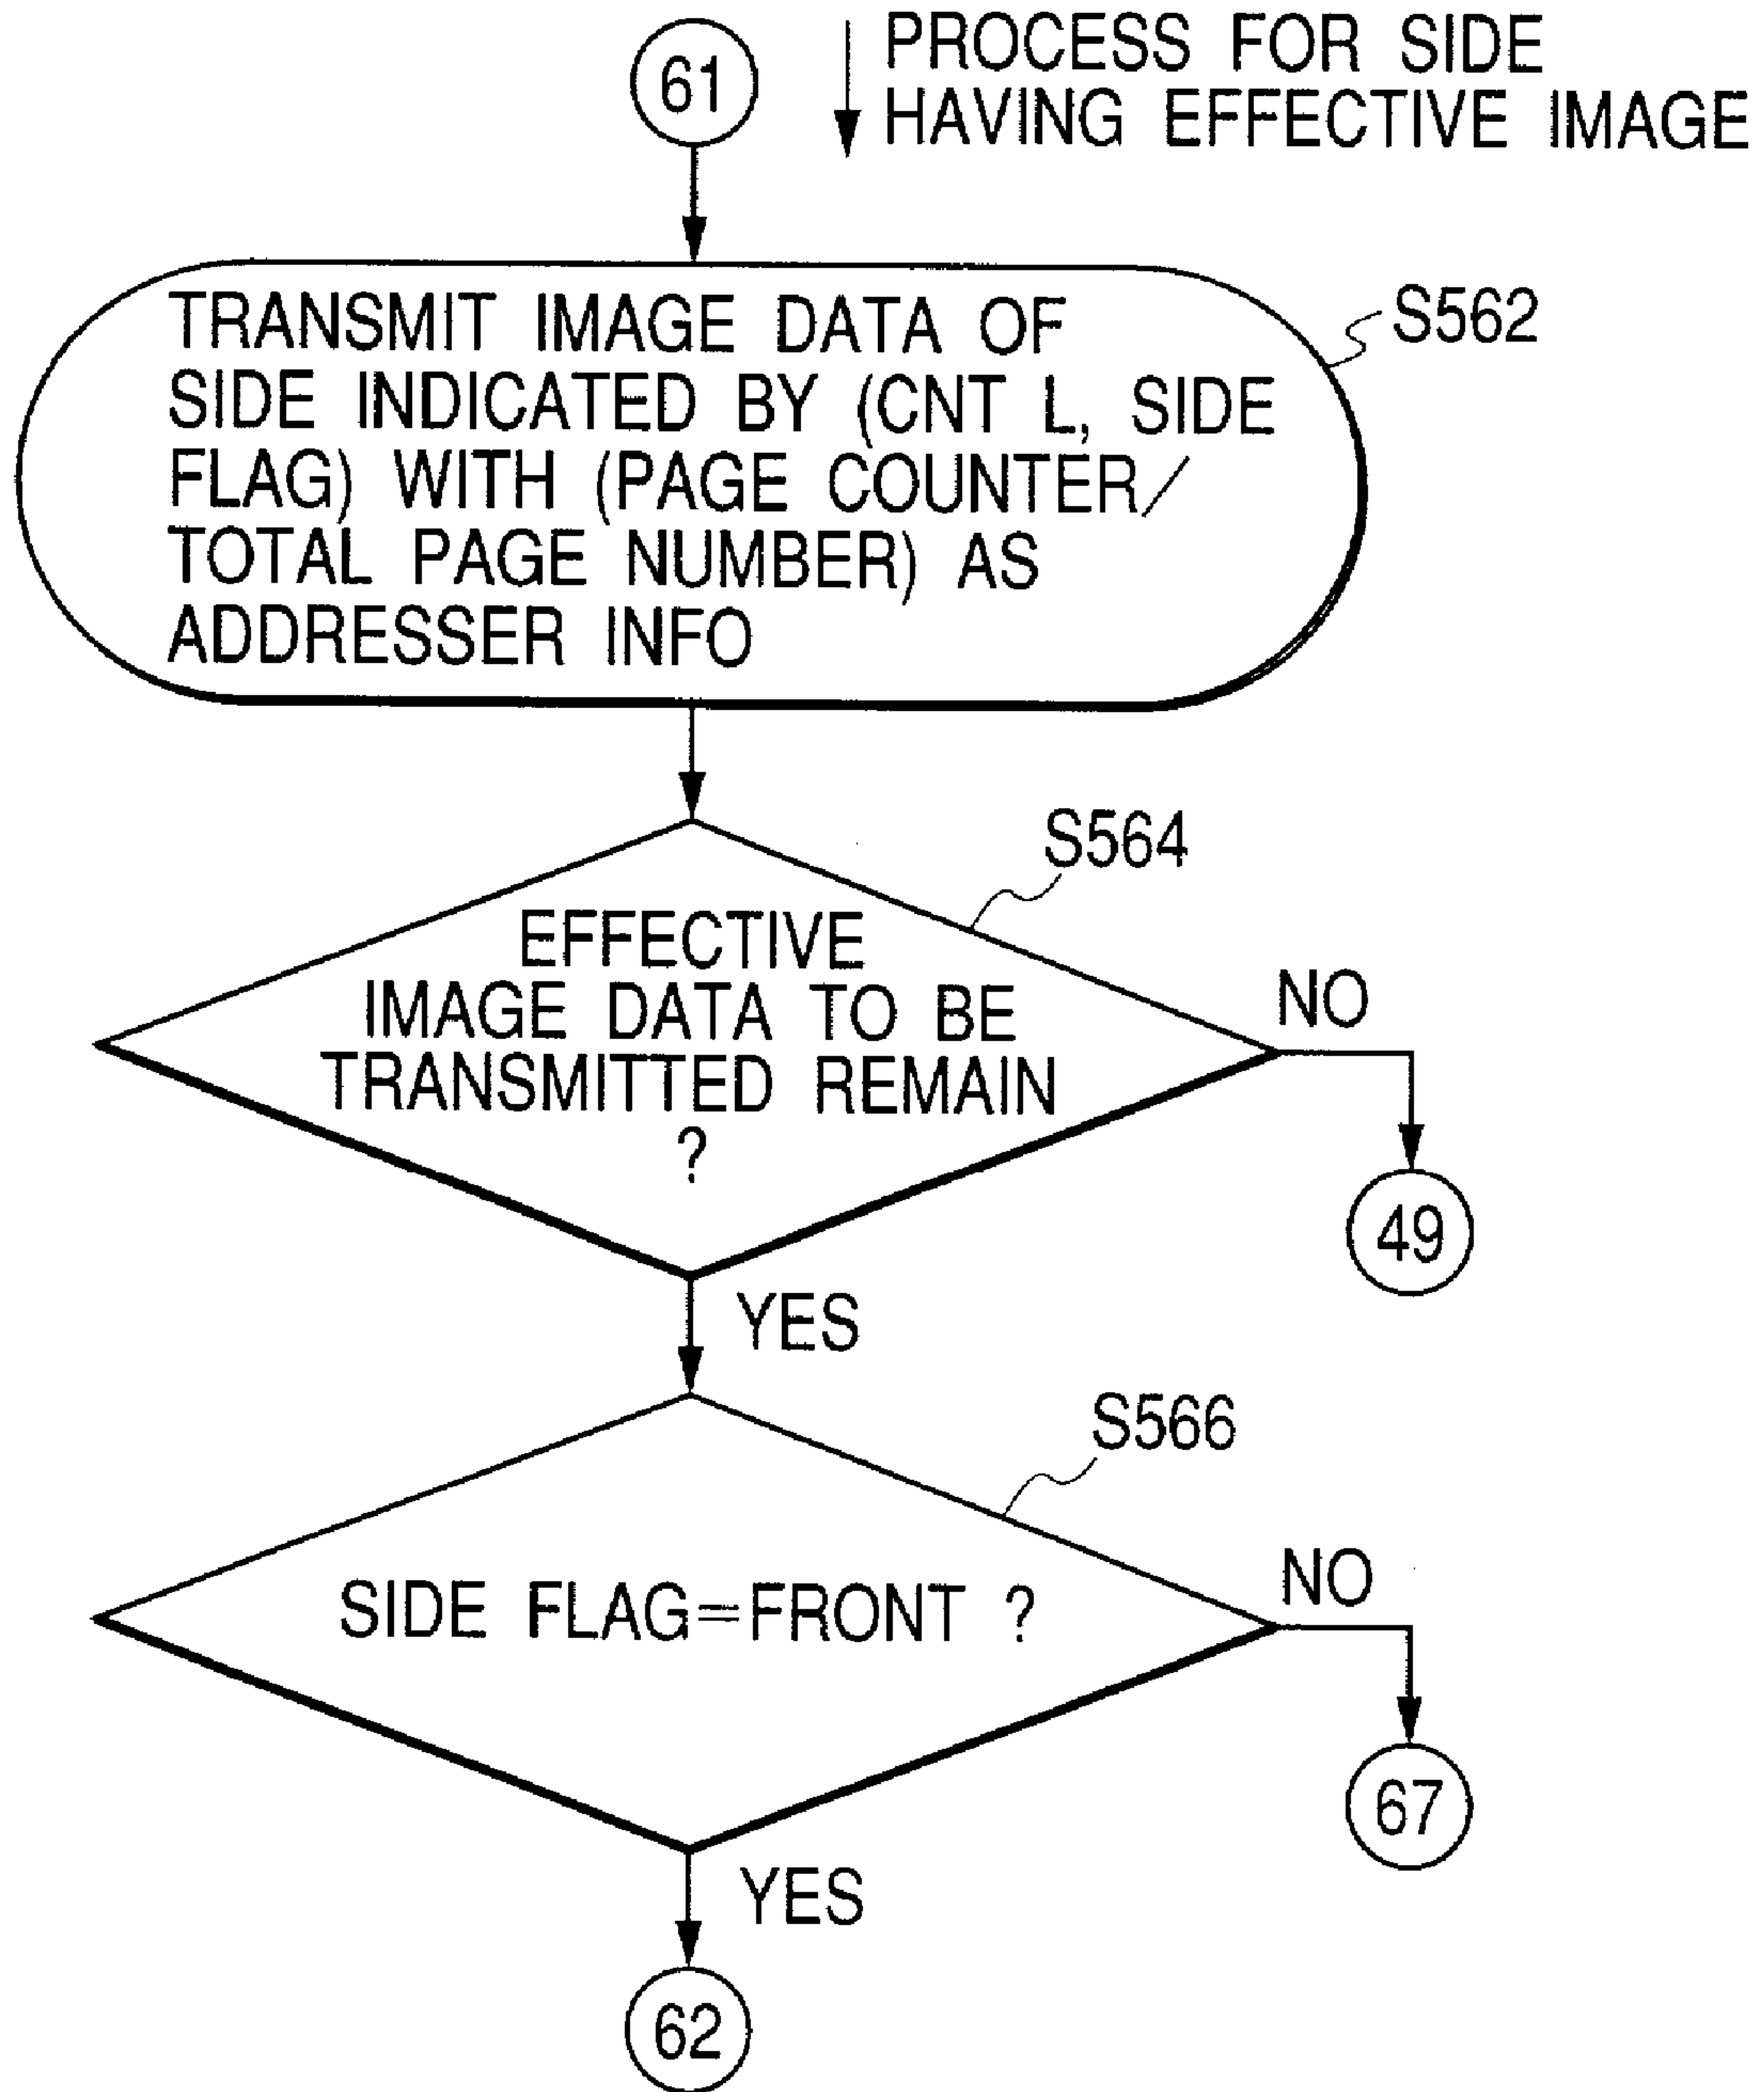 61
PROCESS FOR SIDE
HAVING EFFECTIVE IMAGE
TRANSMIT IMAGE DATA OF
SIDE INDICATED BY (CNT L, SIDE
FLAG) WITH (PAGE COUNTER/
TOTAL PAGE NUMBER) AS
ADDRESSER INFO
S562
S564
EFFECTIVE
IMAGE DATA TO BE
TRANSMITTED REMAIN
?
NO
49
YES
S566
SIDE FLAG=FRONT ?
NO
67
YES
62